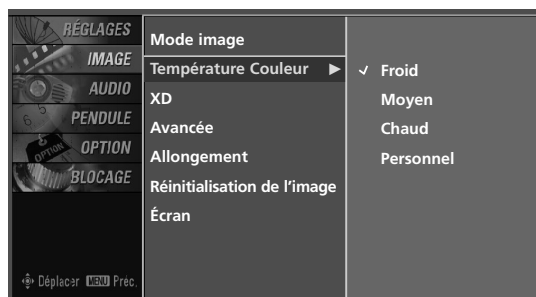 RÉGLAGES
IMAGE
AUDIO
PENDULE
OPTION
OPTION
BLOCAGE
Déplacer MENU Préc.
Mode image
Température Couleur ▶
XD
Avancée
Allongement
Réinitialisation de l'image
Écran
✓ Froid
Moyen
Chaud
Personnel